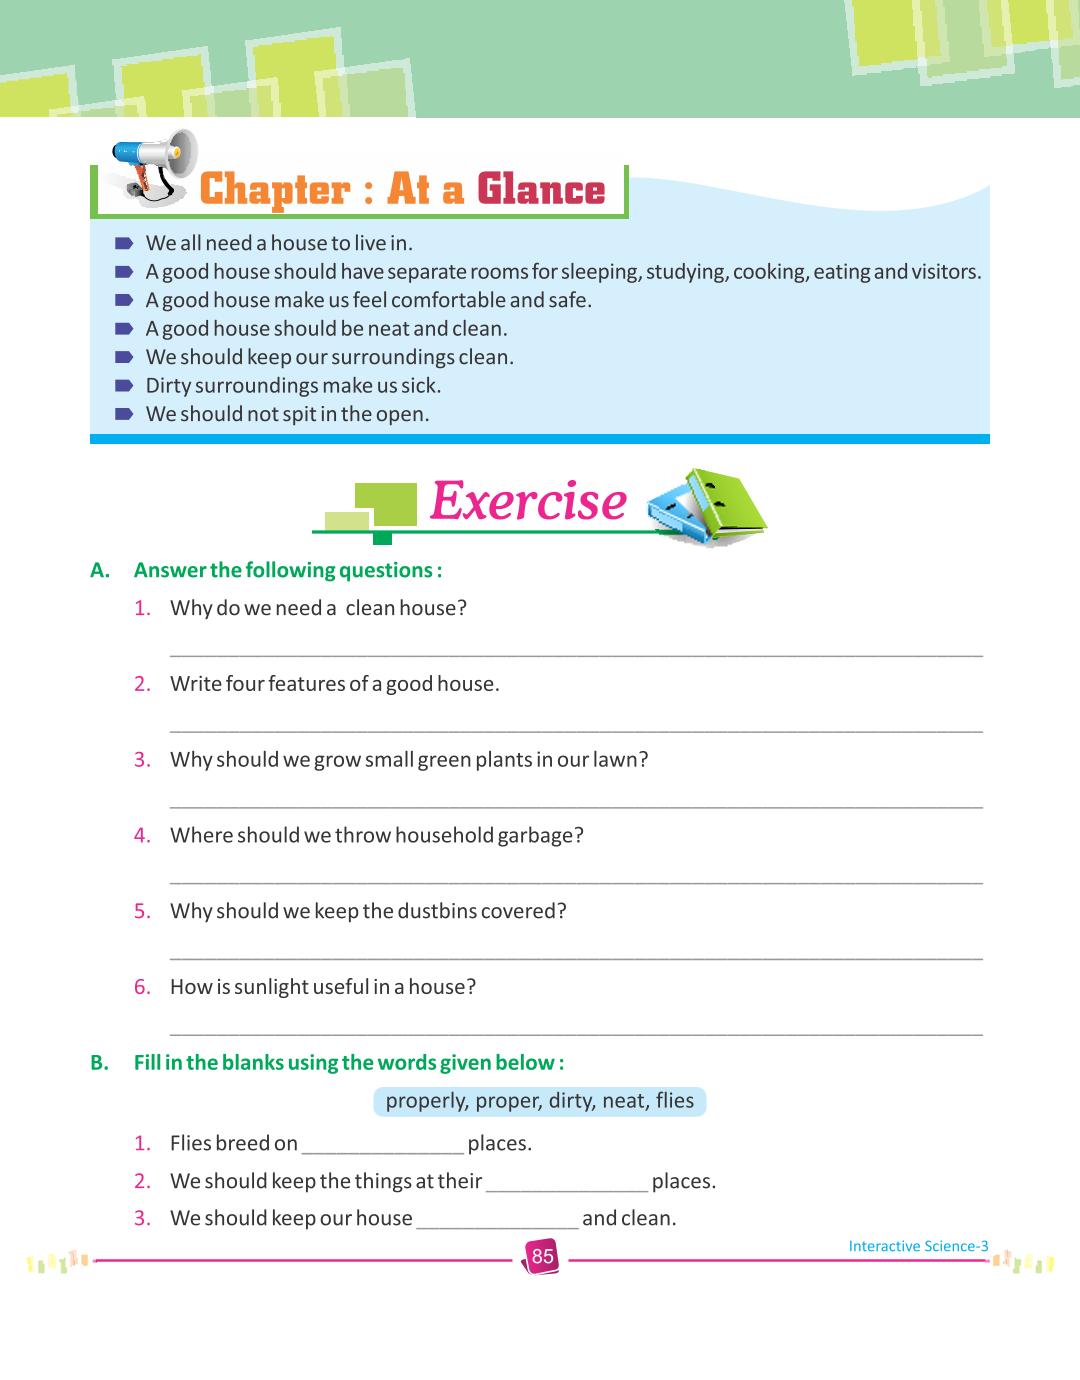 Chapter : At a Glance
We all need a house to live in.
A good house should have separate rooms for sleeping, studying, cooking, eating and visitors.
A good house make us feel comfortable and safe.
A good house should be neat and clean.
We should keep our surroundings clean.
Dirty surroundings make us sick.
We should not spit in the open.
Exercise
A. Answer the following questions :
1. Why do we need a clean house?
2. Write four features of a good house.
3. Why should we grow small green plants in our lawn?
4. Where should we throw household garbage?
5. Why should we keep the dustbins covered?
6. How is sunlight useful in a house?
B. Fill in the blanks using the words given below :
properly, proper, dirty, neat, flies
1. Flies breed on ______________ places.
2. We should keep the things at their ______________ places.
3. We should keep our house ______________ and clean.
Interactive Science-3
85